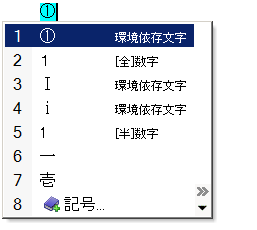 ①
1 ① 環境依存文字
2 １ [全]数字
3 Ⅰ 環境依存文字
4 ⅰ 環境依存文字
5 1 [半]数字
6 一
7 壱
8 記号...